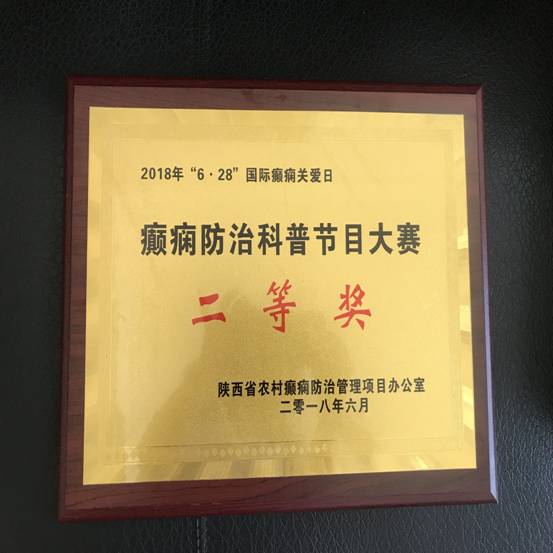 2018年“6·28”国际癫痫关爱日
癫痫防治科普节目大赛
二等奖
陕西省农村癫痫防治管理项目办公室
二零一八年六月